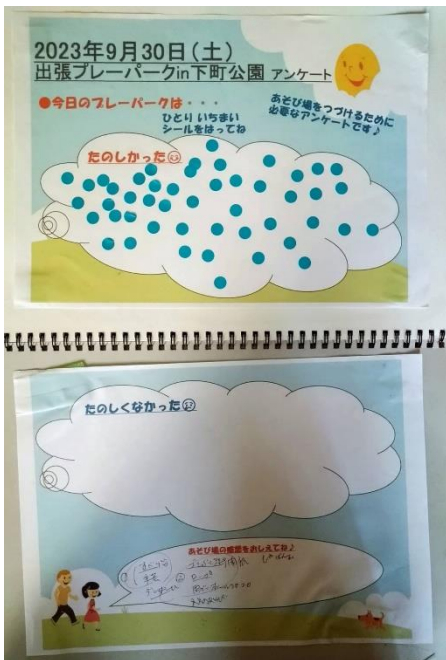 2023年9月30日（土）
出張プレーパークin下町公園 アンケート
●今日のプレーパークは・・・
ひとり いちまい
シールをはってね
あそび場をつづけるために
必要なアンケートです♪
たのしかった
たのしくなかった
あそび場の感想をおしえてね♪